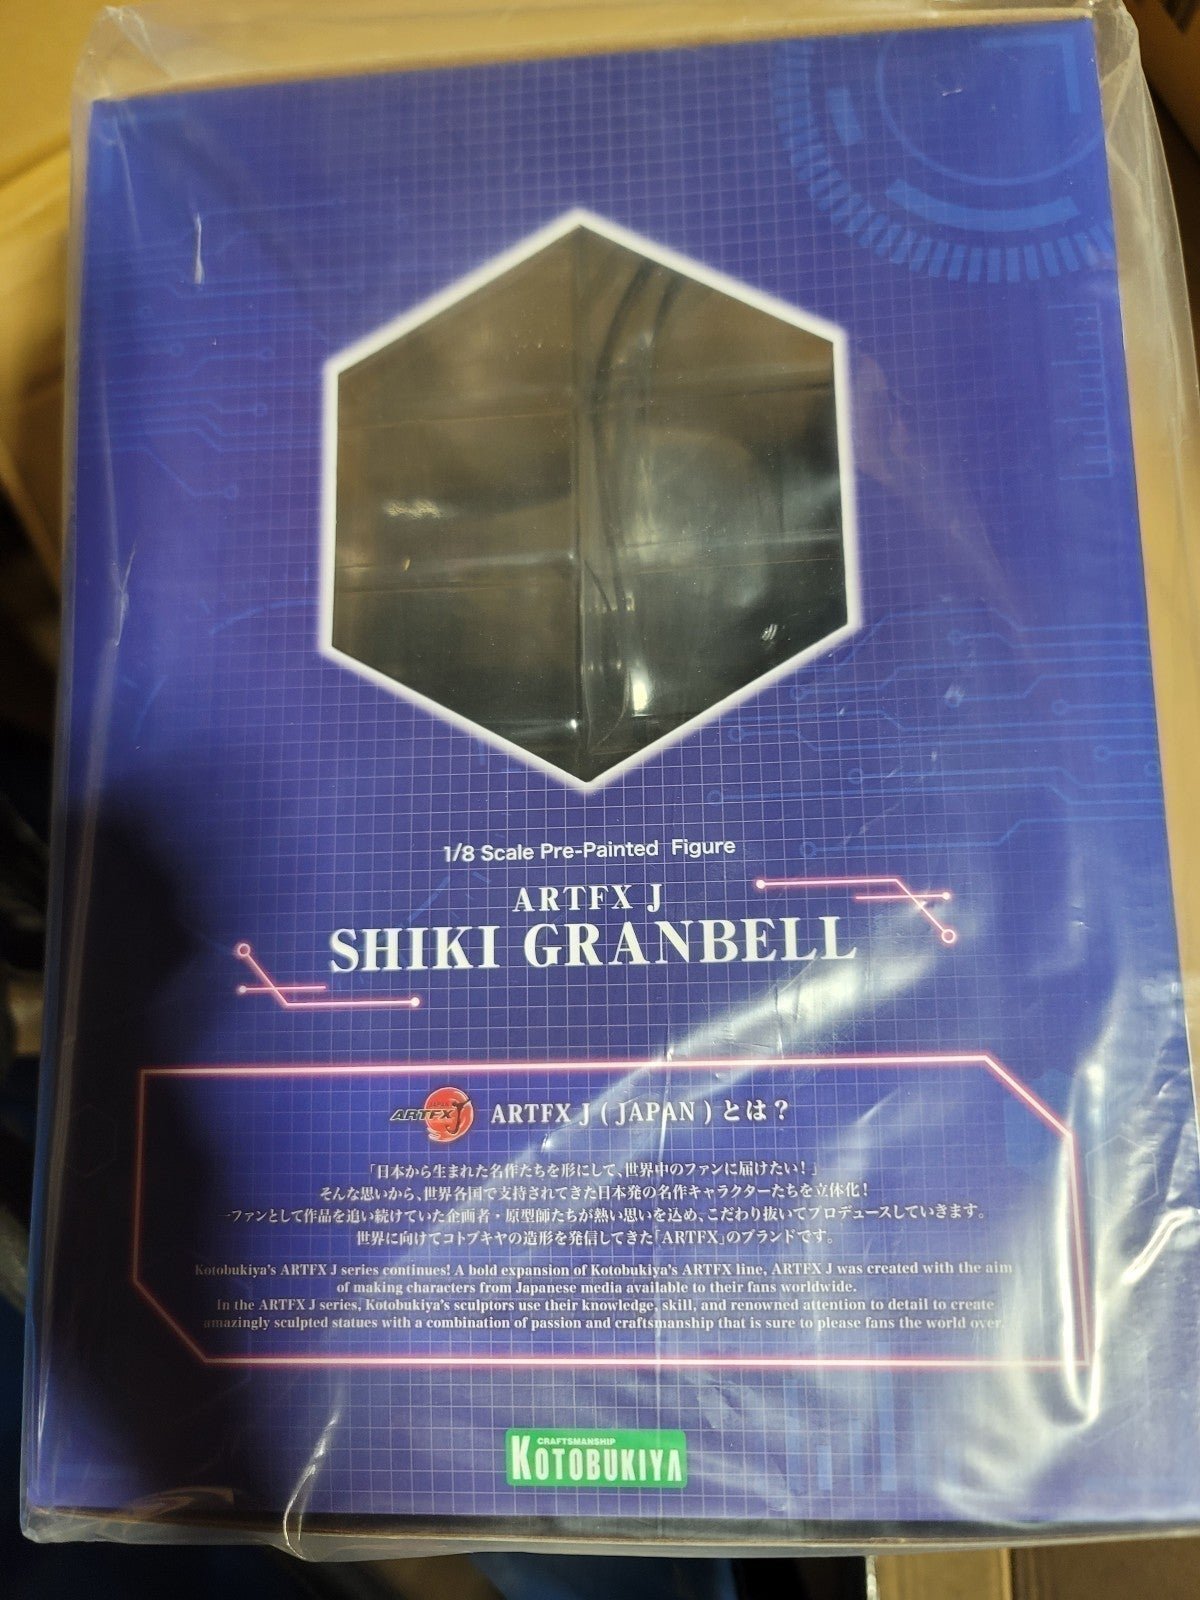 1/8 Scale Pre-Painted Figure
ARTFX J
SHIKI GRANBELL
JAPAN
ARTFX J
ARTFX J ( JAPAN ) とは？
「日本から生まれた名作たちを形にして、世界中のファンに届けたい！」
そんな思いから、世界各国で支持されてきた日本発の名作キャラクターたちを立体化！
一ファンとして作品を追い続けていた企画者・原型師たちが熱い思いを込め、こだわり抜いてプロデュースしていきます。
世界に向けてコトブキヤの造形を発信してきた「ARTFX」のブランドです。
Kotobukiya's ARTFX J series continues! A bold expansion of Kotobukiya's ARTFX line, ARTFX J was created with the aim
of making characters from Japanese media available to their fans worldwide.
In the ARTFX J series, Kotobukiya's sculptors use their knowledge, skill, and renowned attention to detail to create
amazingly sculpted statues with a combination of passion and craftsmanship that is sure to please fans the world over.
CRAFTSMANSHIP
KOTOBUKIYA